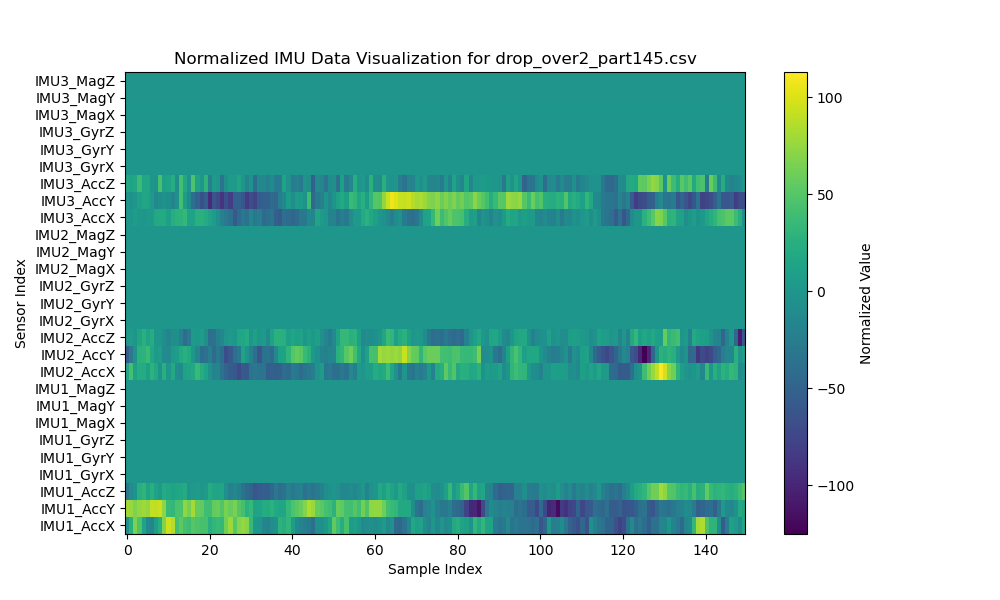 Normalized IMU Data Visualization for drop_over2_part145.csv
IMU3_MagZ
IMU3_MagY
IMU3_MagX
IMU3_GyrZ
IMU3_GyrY
IMU3_GyrX
IMU3_AccZ
IMU3_AccY
IMU3_AccX
IMU2_MagZ
IMU2_MagY
IMU2_MagX
IMU2_GyrZ
IMU2_GyrY
IMU2_GyrX
IMU2_AccZ
IMU2_AccY
IMU2_AccX
IMU1_MagZ
IMU1_MagY
IMU1_MagX
IMU1_GyrZ
IMU1_GyrY
IMU1_GyrX
IMU1_AccZ
IMU1_AccY
IMU1_AccX
Sensor Index
0 20 40 60 80 100 120 140
Sample Index
100
50
0
−50
−100
Normalized Value